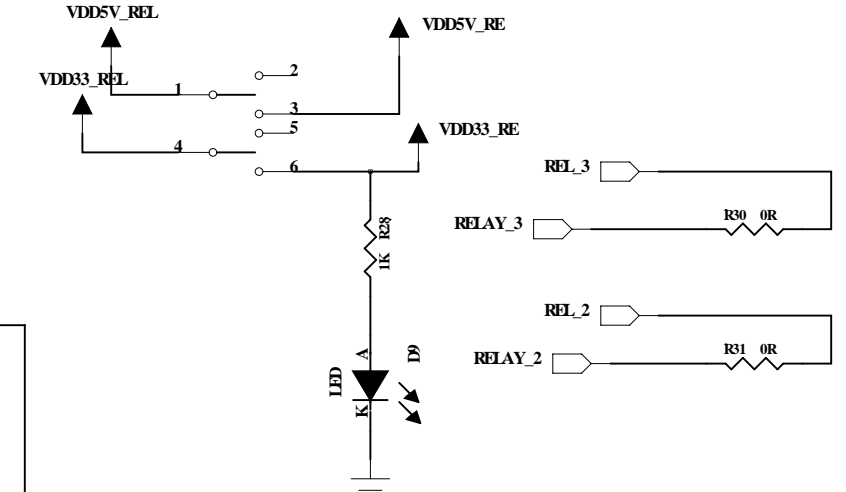 VDD5V_REL
VDD5V_RE
VDD33_REL
1
2
3
5
4
6
VDD33_RE
REL_3
RELAY_3
R30 0R
1K R28
REL_2
RELAY_2
R31 0R
A
D9
LED
K